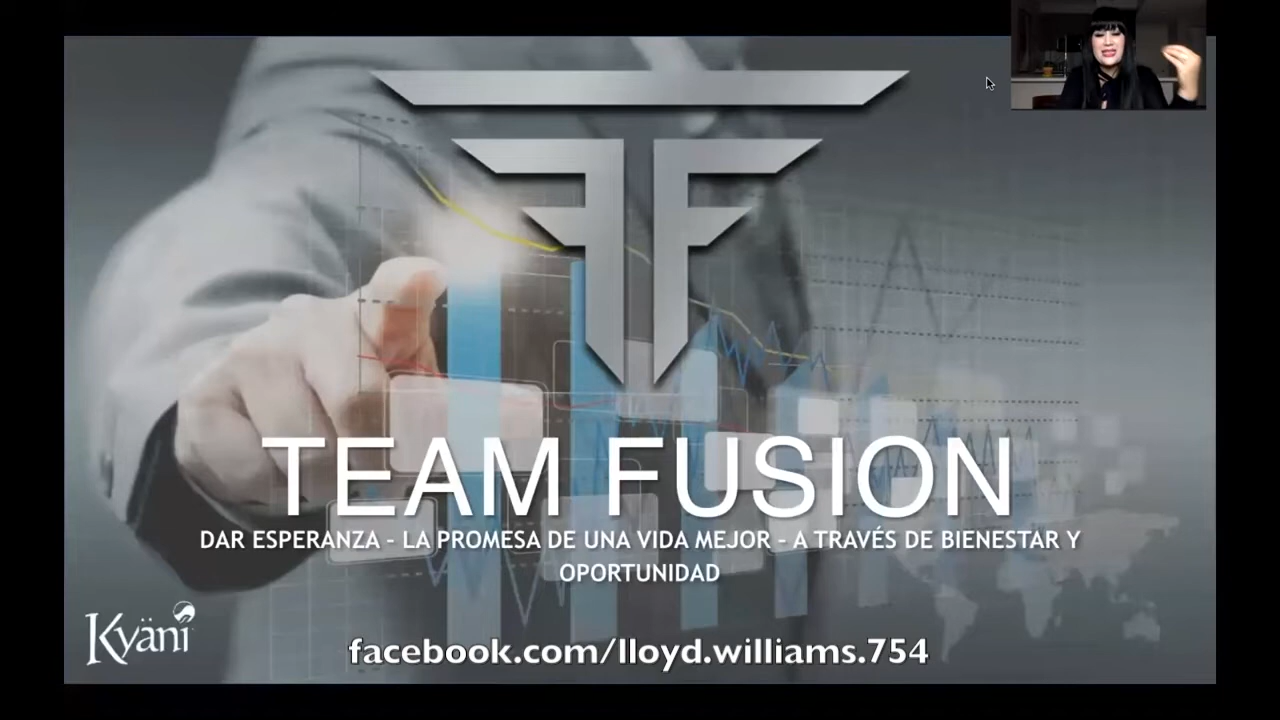 TEAM FUSION
DAR ESPERANZA - LA PROMESA DE UNA VIDA MEJOR - A TRAVÉS DE BIENESTAR Y
OPORTUNIDAD
Kyäni
facebook.com/lloyd.williams.754